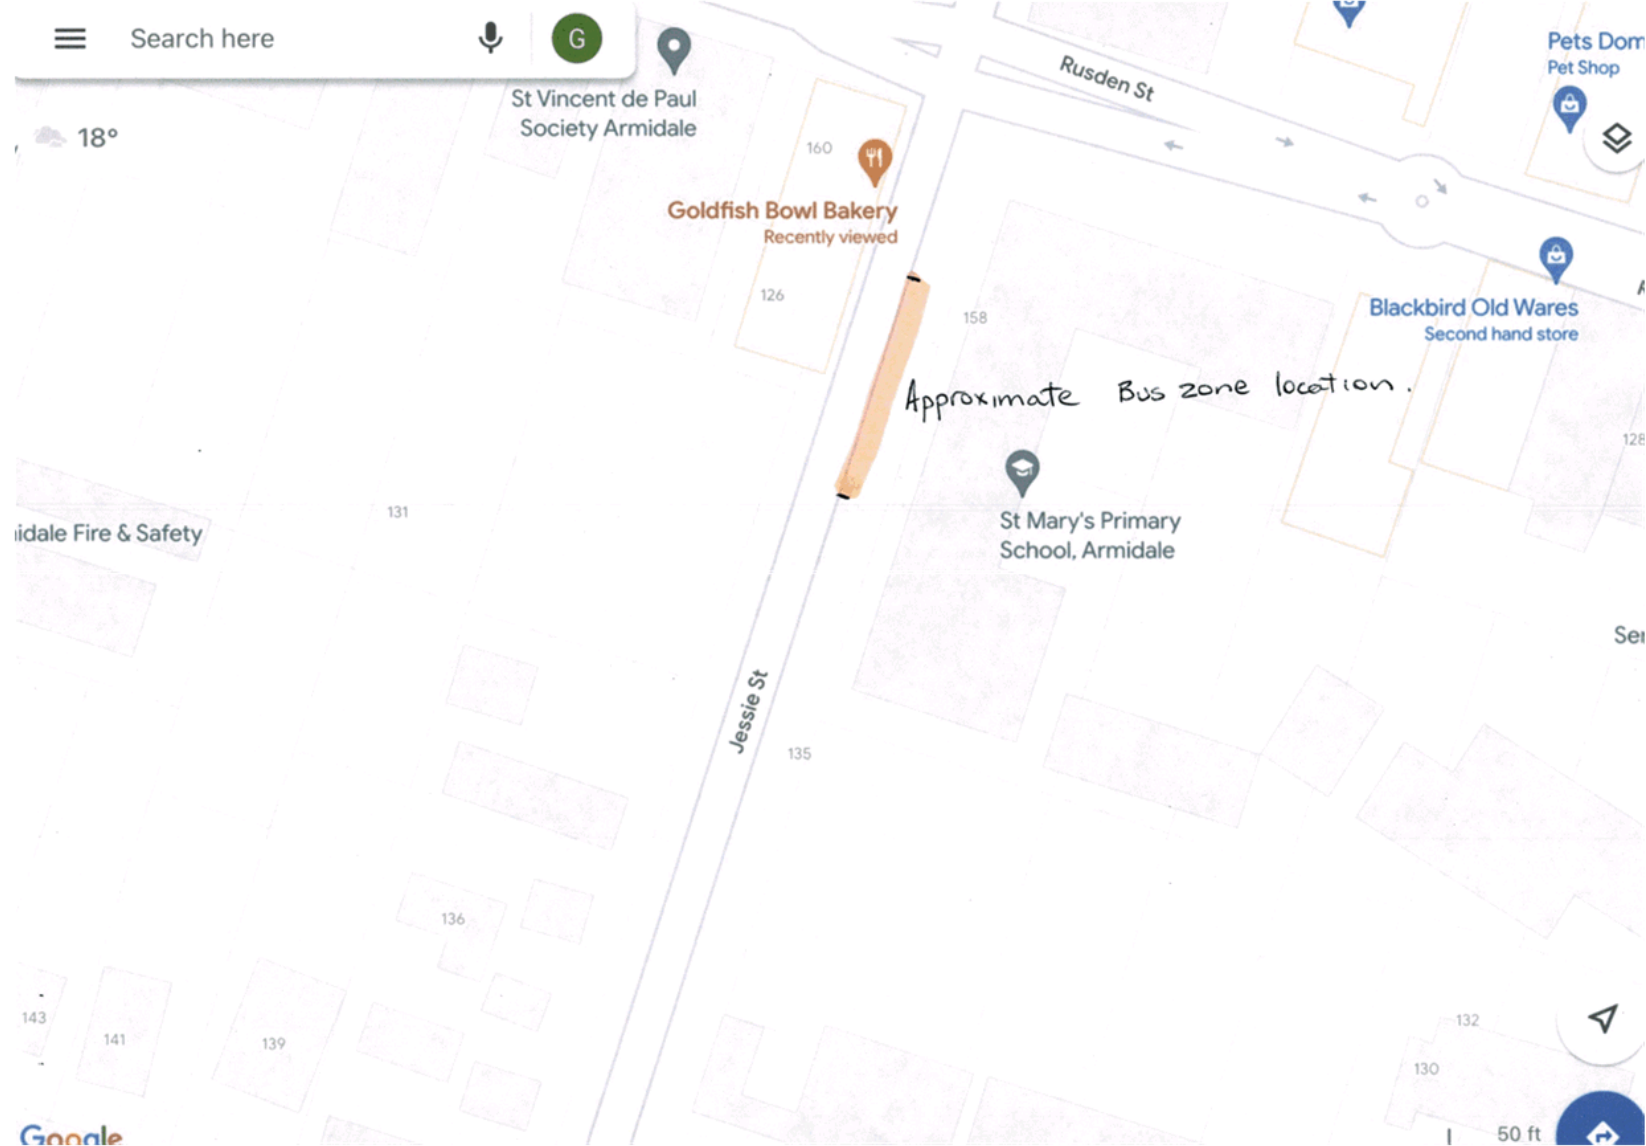 Search here
G
18°
St Vincent de Paul
Society Armidale
Rusden St
Pets Dom
Pet Shop
160
Goldfish Bowl Bakery
Recently viewed
126
158
Blackbird Old Wares
Second hand store
Approximate Bus zone location.
128
St Mary's Primary
School, Armidale
131
idale Fire & Safety
Ser
Jessie St
135
136
143
141
139
132
130
50 ft
Google